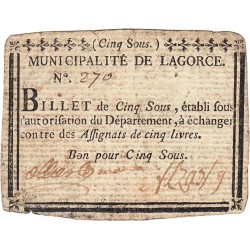 (Cinq Sous.)
MUNICIPALITÉ DE LAGORCE.
N°. 270
BILLET de Cinq Sous, établi sous
l'autorisation du Département, à échanger
contre des Assignats de cinq livres.
Bon pour Cinq Sous.